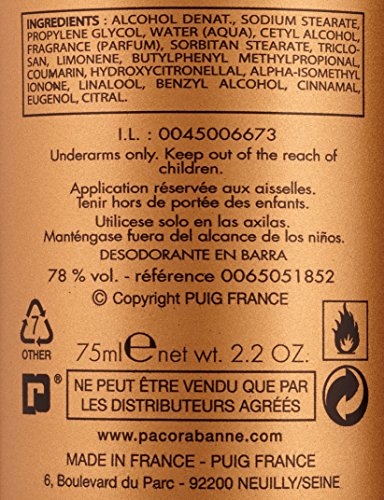 INGREDIENTS : ALCOHOL DENAT., SODIUM STEARATE,
PROPYLENE GLYCOL, WATER (AQUA), CETYL ALCOHOL,
FRAGRANCE (PARFUM), SORBITAN STEARATE, TRICLO-
SAN, LIMONENE, BUTYLPHENYL METHYLPROPIONAL,
COUMARIN, HYDROXYCITRONELLAL, ALPHA-ISOMETHYL
IONONE, LINALOOL, BENZYL ALCOHOL, CINNAMAL,
EUGENOL, CITRAL.
I.L. : 0045006673
Underarms only. Keep out of the reach of
children.
Application réservée aux aisselles.
Tenir hors de portée des enfants.
Utilicese solo en las axilas.
Manténgase fuera del alcance de los niños.
DESODORANTE EN BARRA
78 % vol. - référence 0065051852
© Copyright PUIG FRANCE
7
OTHER
75ml℮net wt. 2.2 OZ.
®
NE PEUT ÊTRE VENDU QUE PAR
LES DISTRIBUTEURS AGRÉÉS
www.pacorabanne.com
MADE IN FRANCE - PUIG FRANCE
6, Boulevard du Parc - 92200 NEUILLY/SEINE